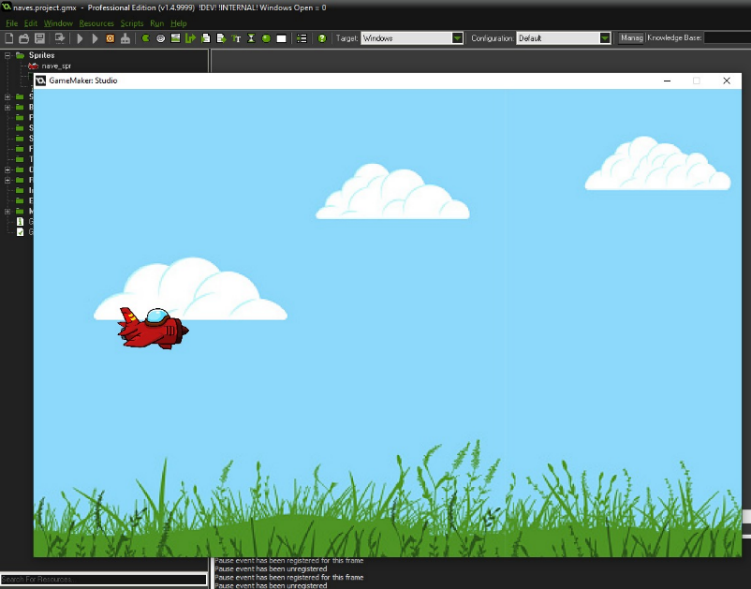 naves.project.gmx - Professional Edition (v1.4.9999) !DEV! !INTERNAL! Windows Open = 0
File Edit Window Resources Scripts Run Help
Target: Windows Configuration: Default Manag Knowledge Base:
Sprites
nave_spr
GameMaker: Studio
S
B
P
S
S
F
T
O
R
In
E
M
G
G
Pause event has been registered for this frame
Pause event has been unregistered
Pause event has been registered for this frame
Pause event has been unregistered
Search For Resources